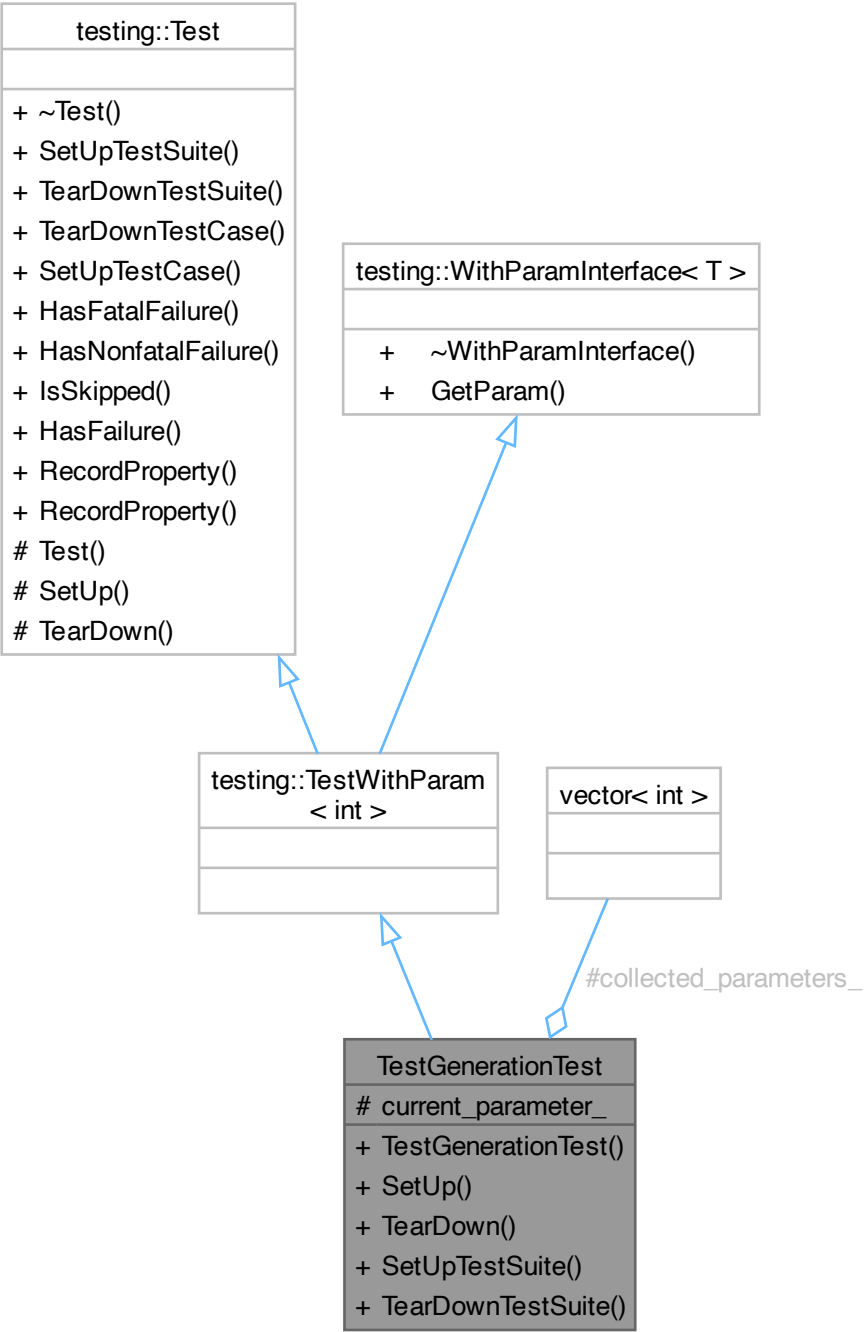 testing::Test
+ ~Test()
+ SetUpTestSuite()
+ TearDownTestSuite()
+ TearDownTestCase()
+ SetUpTestCase()
+ HasFatalFailure()
+ HasNonfatalFailure()
+ IsSkipped()
+ HasFailure()
+ RecordProperty()
+ RecordProperty()
# Test()
# SetUp()
# TearDown()
testing::WithParamInterface< T >
+ ~WithParamInterface()
+ GetParam()
testing::TestWithParam
< int >
vector< int >
#collected_parameters_
TestGenerationTest
# current_parameter_
+ TestGenerationTest()
+ SetUp()
+ TearDown()
+ SetUpTestSuite()
+ TearDownTestSuite()